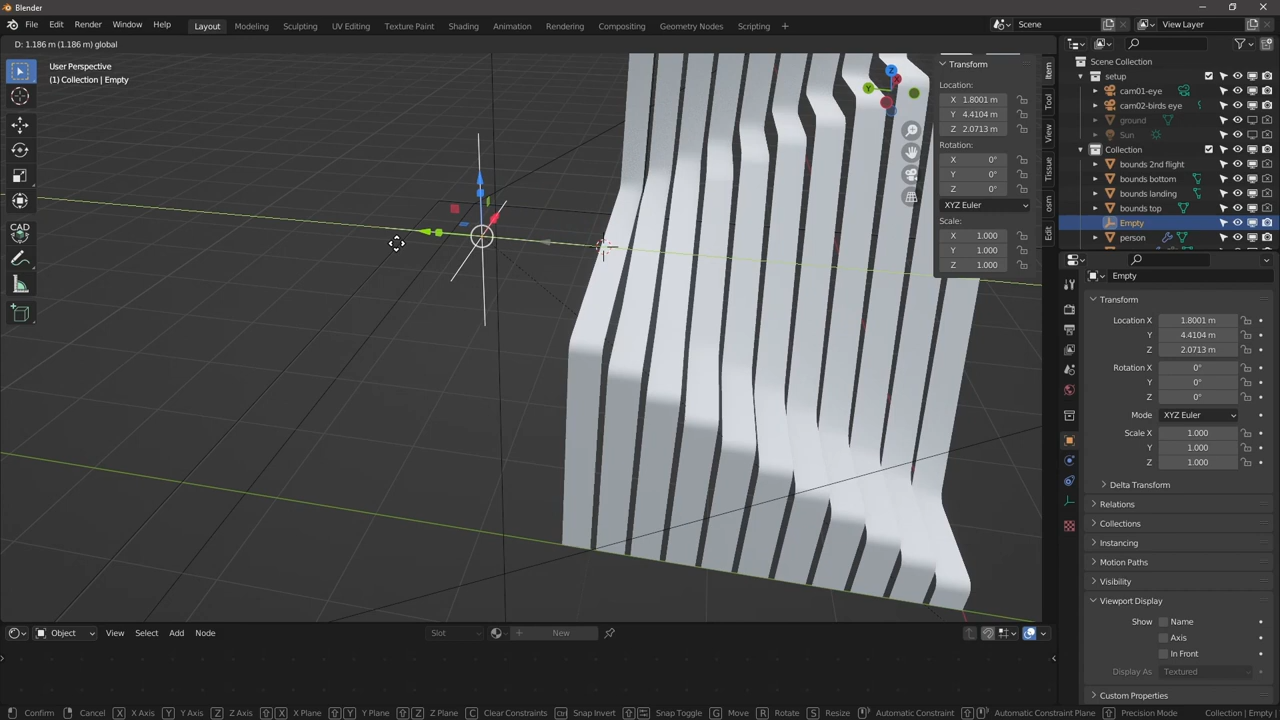 Blender
File Edit Render Window Help
Layout Modeling Sculpting UV Editing Texture Paint Shading Animation Rendering Compositing Geometry Nodes Scripting +
Scene
View Layer
D: 1.186 m (1.186 m) global
User Perspective
(1) Collection | Empty
Transform
Location:
X 1.8001 m
Y 4.4104 m
Z 2.0713 m
Rotation:
X 0°
Y 0°
Z 0°
XYZ Euler
Scale:
X 1.000
Y 1.000
Z 1.000
Item
Tool
View
Tissue
osm
Edit
CAD
Z
Y
X
Scene Collection
setup
cam01-eye
cam02-birds eye
ground
Sun
Collection
bounds 2nd flight
bounds bottom
bounds landing
bounds top
Empty
person
Empty
Transform
Location X 1.8001 m
Y 4.4104 m
Z 2.0713 m
Rotation X 0°
Y 0°
Z 0°
Mode XYZ Euler
Scale X 1.000
Y 1.000
Z 1.000
Delta Transform
Relations
Collections
Instancing
Motion Paths
Visibility
Viewport Display
Show Name
Axis
In Front
Display As Textured
Custom Properties
Object View Select Add Node
Slot
New
Confirm Cancel X X Axis Y Y Axis Z Z Axis X X Plane Y Y Plane Z Z Plane C Clear Constraints Snap Invert Snap Toggle G Move R Rotate S Resize Automatic Constraint Automatic Constraint Plane Precision Mode Collection | Empty